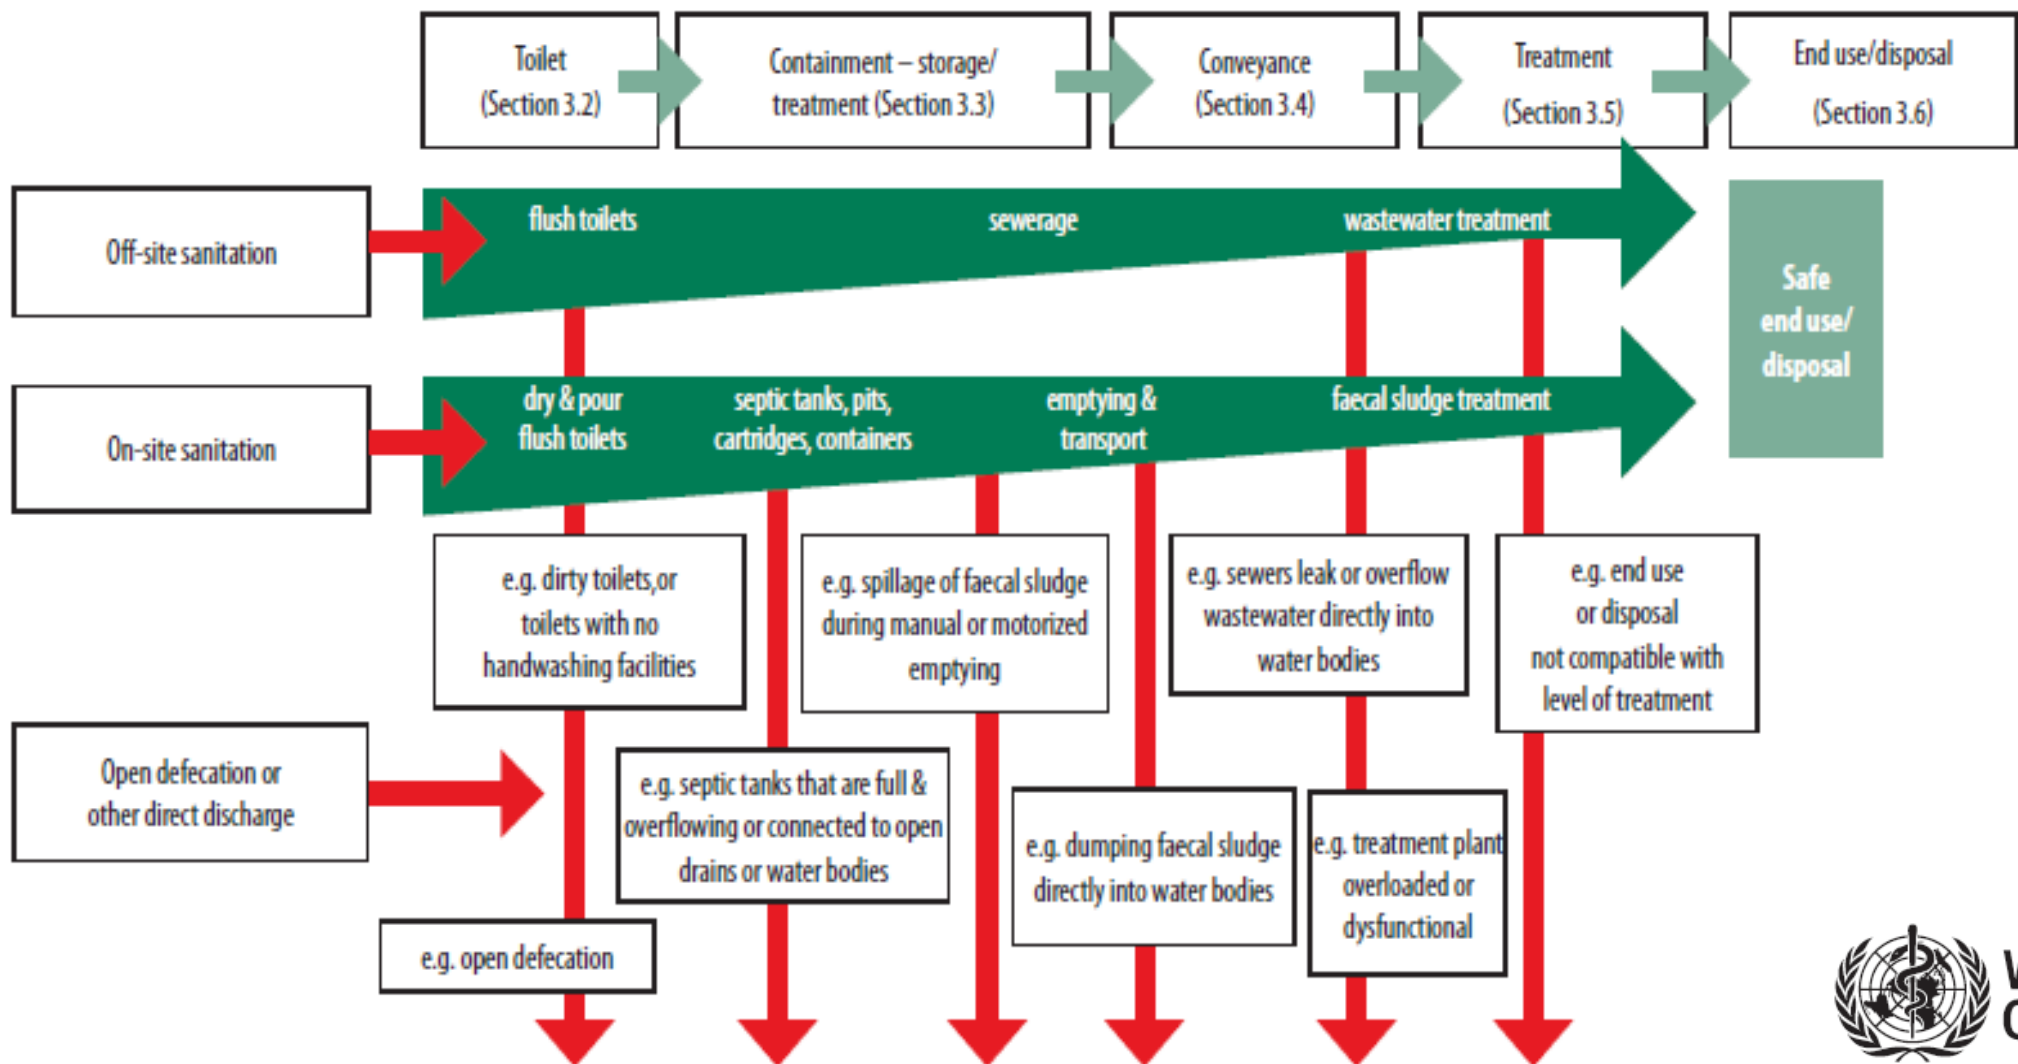 Toilet
(Section 3.2)
Containment – storage/
treatment (Section 3.3)
Conveyance
(Section 3.4)
Treatment
(Section 3.5)
End use/disposal
(Section 3.6)
Off-site sanitation
flush toilets
sewerage
wastewater treatment
Safe
end use/
disposal
On-site sanitation
dry & pour
flush toilets
septic tanks, pits,
cartridges, containers
emptying &
transport
faecal sludge treatment
e.g. dirty toilets,or
toilets with no
handwashing facilities
e.g. spillage of faecal sludge
during manual or motorized
emptying
e.g. sewers leak or overflow
wastewater directly into
water bodies
e.g. end use
or disposal
not compatible with
level of treatment
Open defecation or
other direct discharge
e.g. septic tanks that are full &
overflowing or connected to open
drains or water bodies
e.g. dumping faecal sludge
directly into water bodies
e.g. treatment plant
overloaded or
dysfunctional
e.g. open defecation